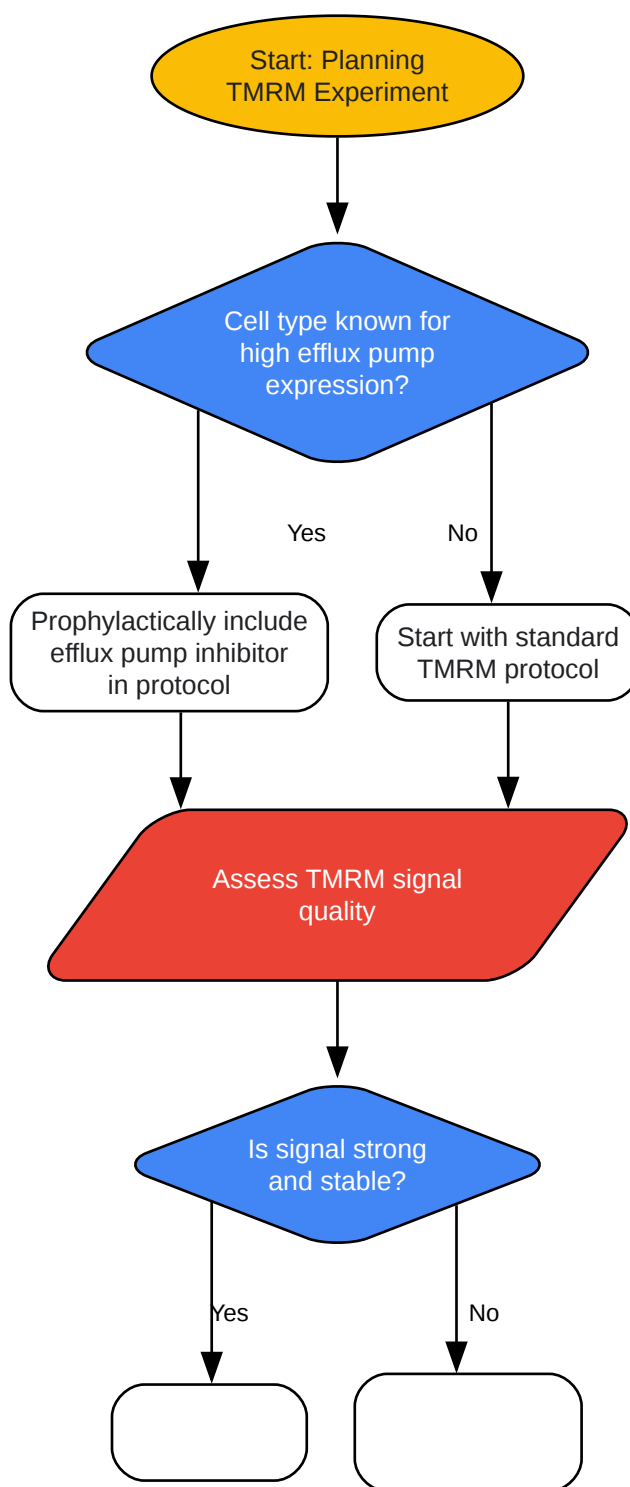 Start: Planning
TMRM Experiment
Cell type known for
high efflux pump
expression?
Yes
No
Prophylactically include
efflux pump inhibitor
in protocol
Start with standard
TMRM protocol
Assess TMRM signal
quality
Is signal strong
and stable?
Yes
No